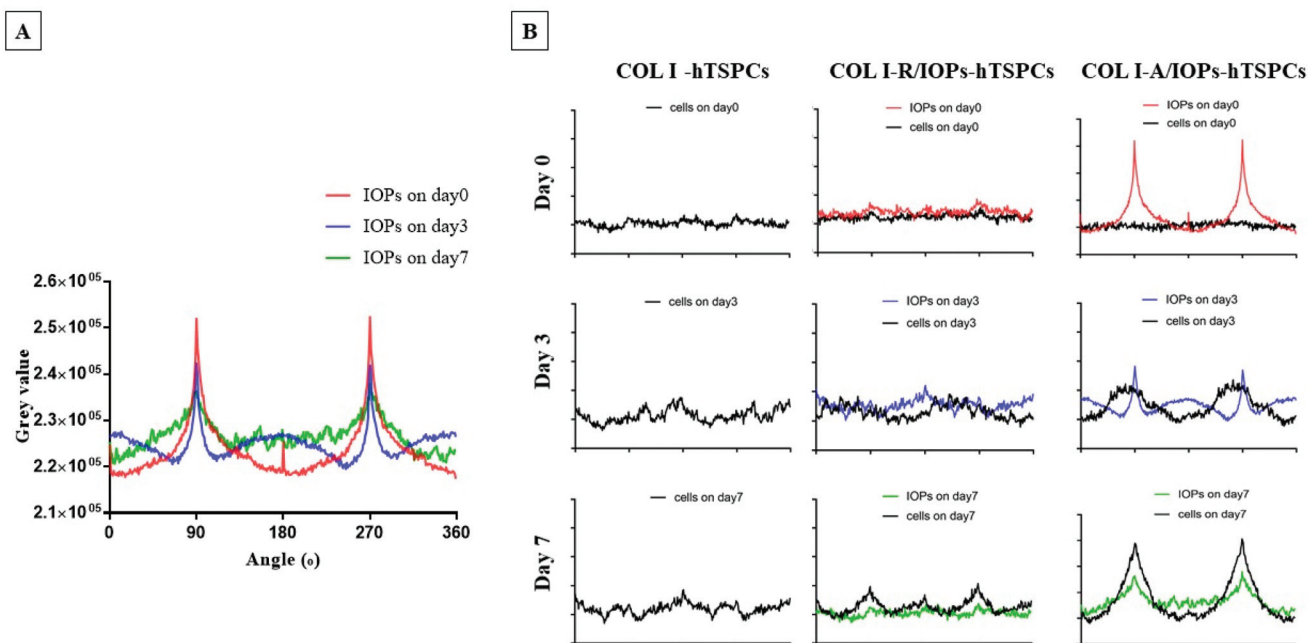 A
IOPs on day0
IOPs on day3
IOPs on day7
2.6×10 05
2.5×10 05
2.4×10 05
2.3×10 05
2.2×10 05
2.1×10 05
Grey value
0 90 180 270 360
Angle (o)
B
COL I -hTSPCs
COL I-R/IOPs-hTSPCs
COL I-A/IOPs-hTSPCs
Day 0
cells on day0
IOPs on day0
cells on day0
IOPs on day0
cells on day0
Day 3
cells on day3
IOPs on day3
cells on day3
IOPs on day3
cells on day3
Day 7
cells on day7
IOPs on day7
cells on day7
IOPs on day7
cells on day7